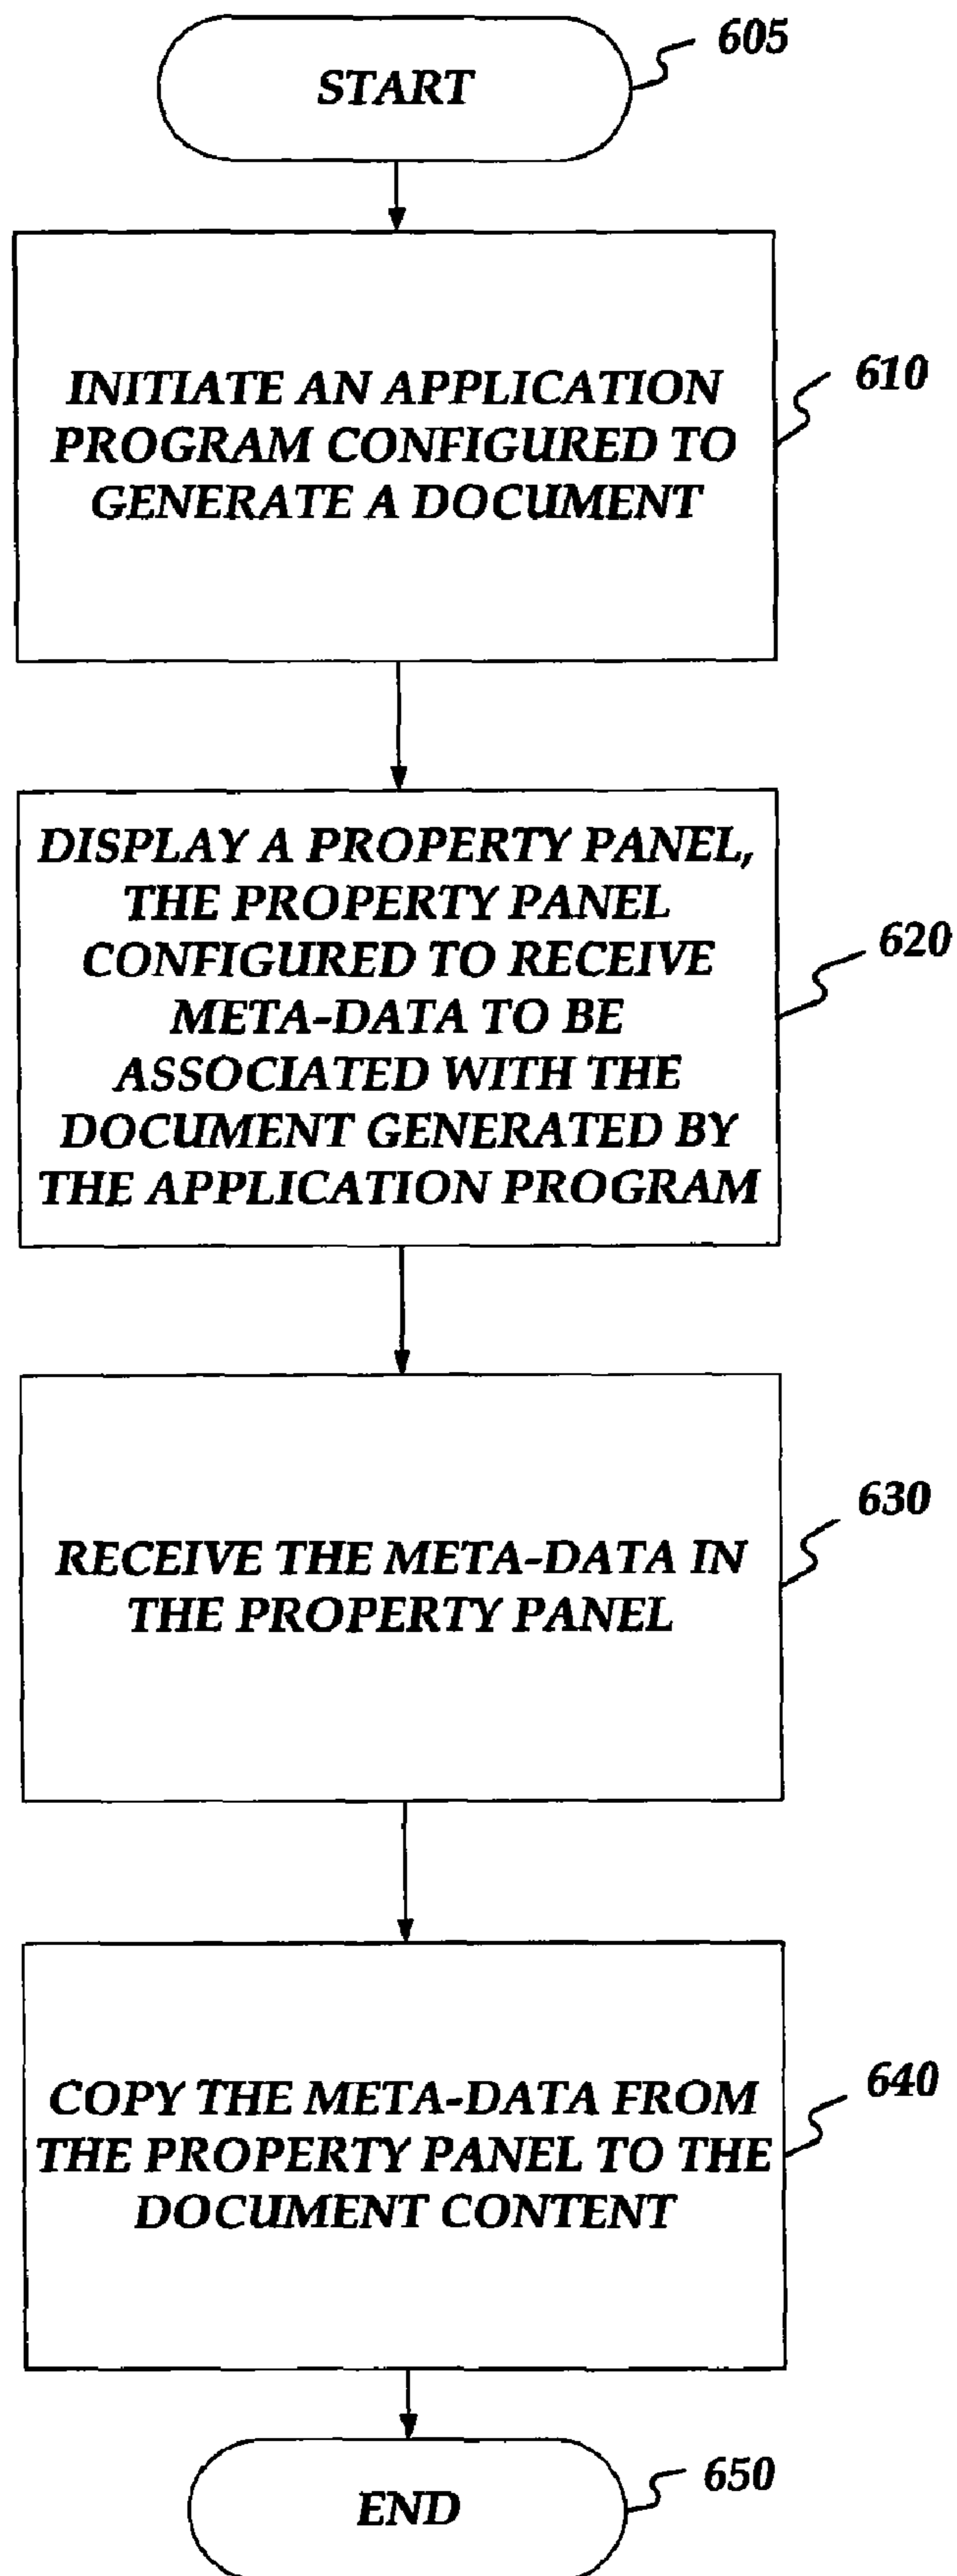 START
605
INITIATE AN APPLICATION
PROGRAM CONFIGURED TO
GENERATE A DOCUMENT
610
DISPLAY A PROPERTY PANEL,
THE PROPERTY PANEL
CONFIGURED TO RECEIVE
META-DATA TO BE
ASSOCIATED WITH THE
DOCUMENT GENERATED BY
THE APPLICATION PROGRAM
620
RECEIVE THE META-DATA IN
THE PROPERTY PANEL
630
COPY THE META-DATA FROM
THE PROPERTY PANEL TO THE
DOCUMENT CONTENT
640
END
650